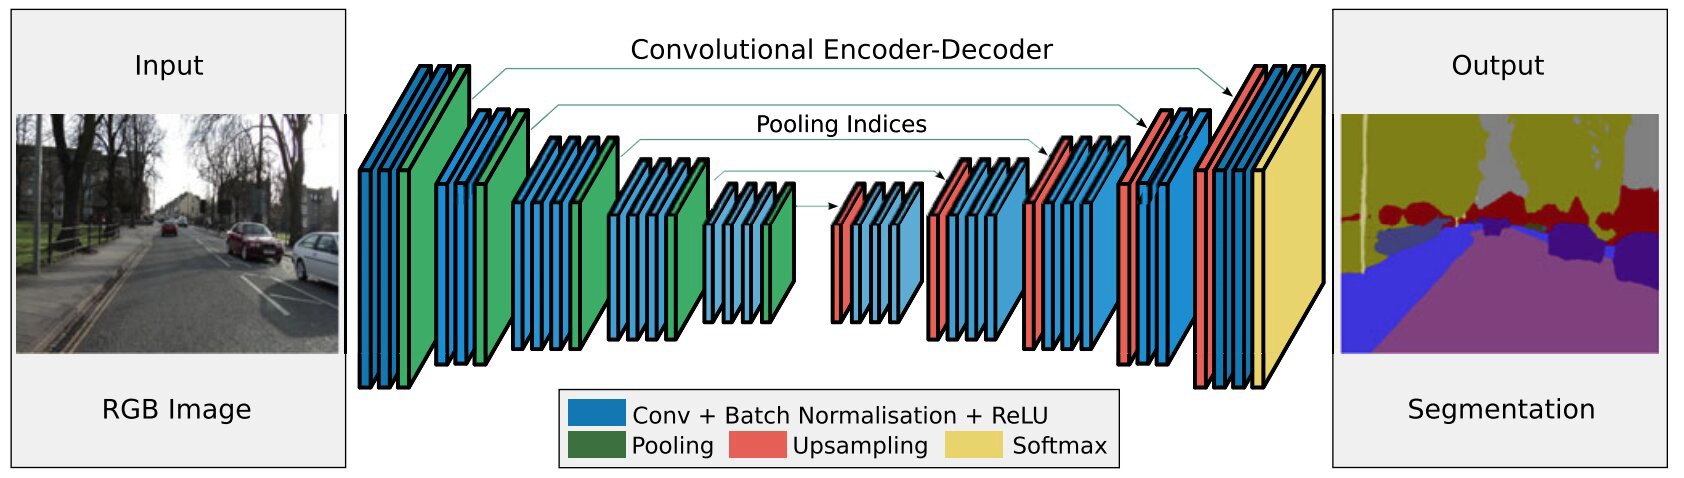 Input
RGB Image
Convolutional Encoder-Decoder
Pooling Indices
Conv + Batch Normalisation + ReLU
Pooling Upsampling Softmax
Output
Segmentation